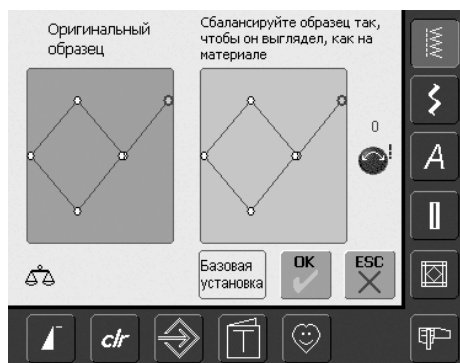 Оригинальный
образец
Сбалансируйте образец так,
чтобы он выглядел, как на
материале
0
!
A
Базовая
установка
OK
ESC
clr
T